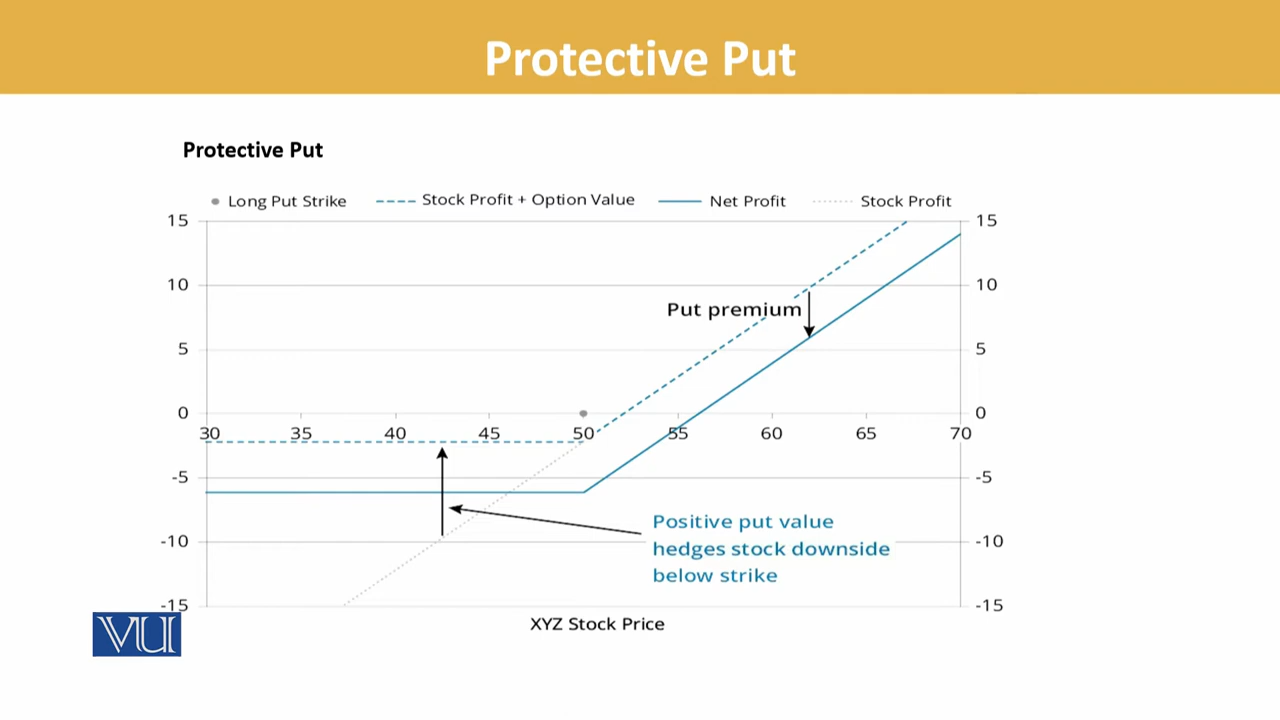 Protective Put
Protective Put
Long Put Strike Stock Profit + Option Value Net Profit Stock Profit
15 15
10 10
Put premium
5 5
0 0
30 35 40 45 50 55 60 65 70
-5 -5
Positive put value
-10 hedges stock downside -10
below strike
-15 -15
VU
XYZ Stock Price